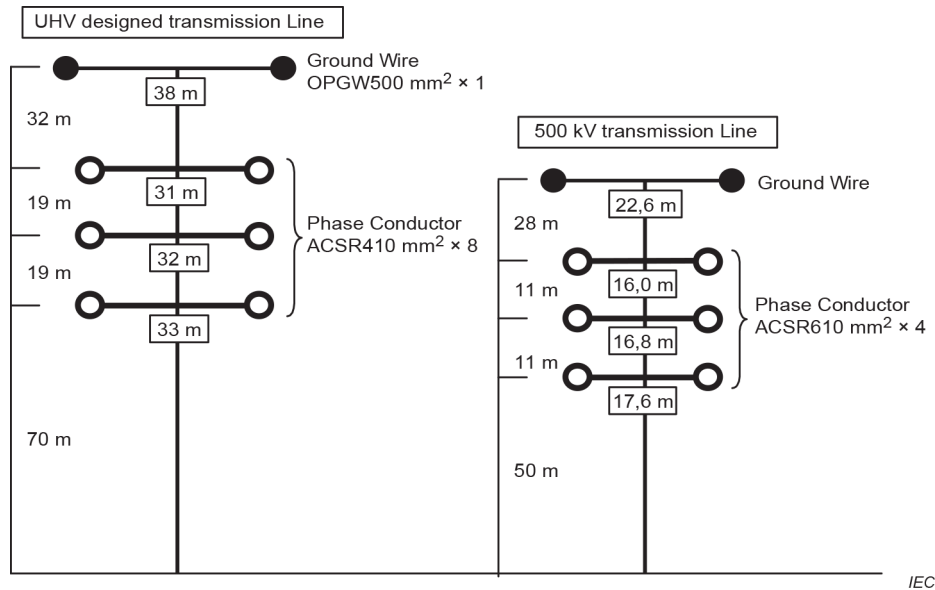 UHV designed transmission Line
Ground Wire
OPGW500 mm² × 1
38 m
32 m
31 m
19 m
Phase Conductor
ACSR410 mm² × 8
32 m
19 m
33 m
70 m
500 kV transmission Line
Ground Wire
22,6 m
28 m
16,0 m
11 m
Phase Conductor
ACSR610 mm² × 4
16,8 m
11 m
17,6 m
50 m
IEC